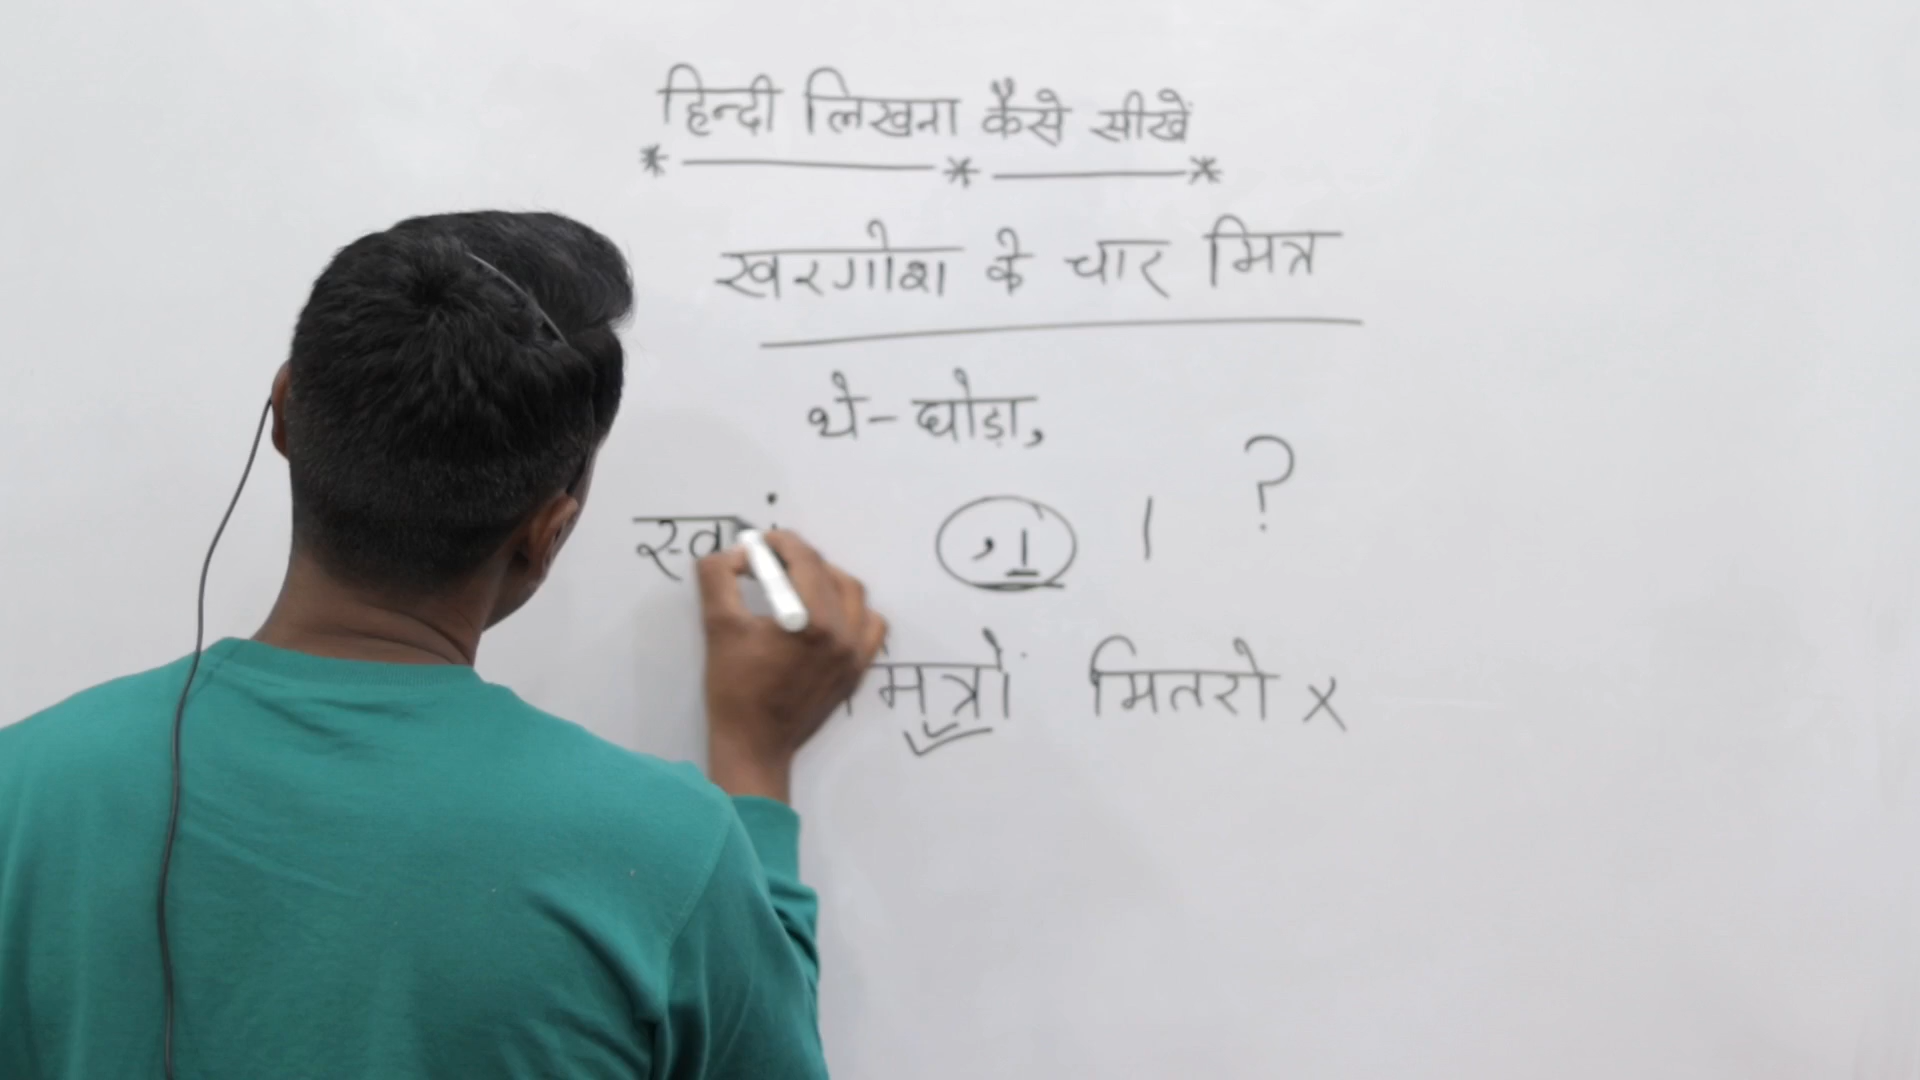 हिन्दी लिखना कैसे सीखें
* — * — *
खरगोश के चार मित्र
थे- घोड़ा,
,। । ?
मित्रों मितरो x